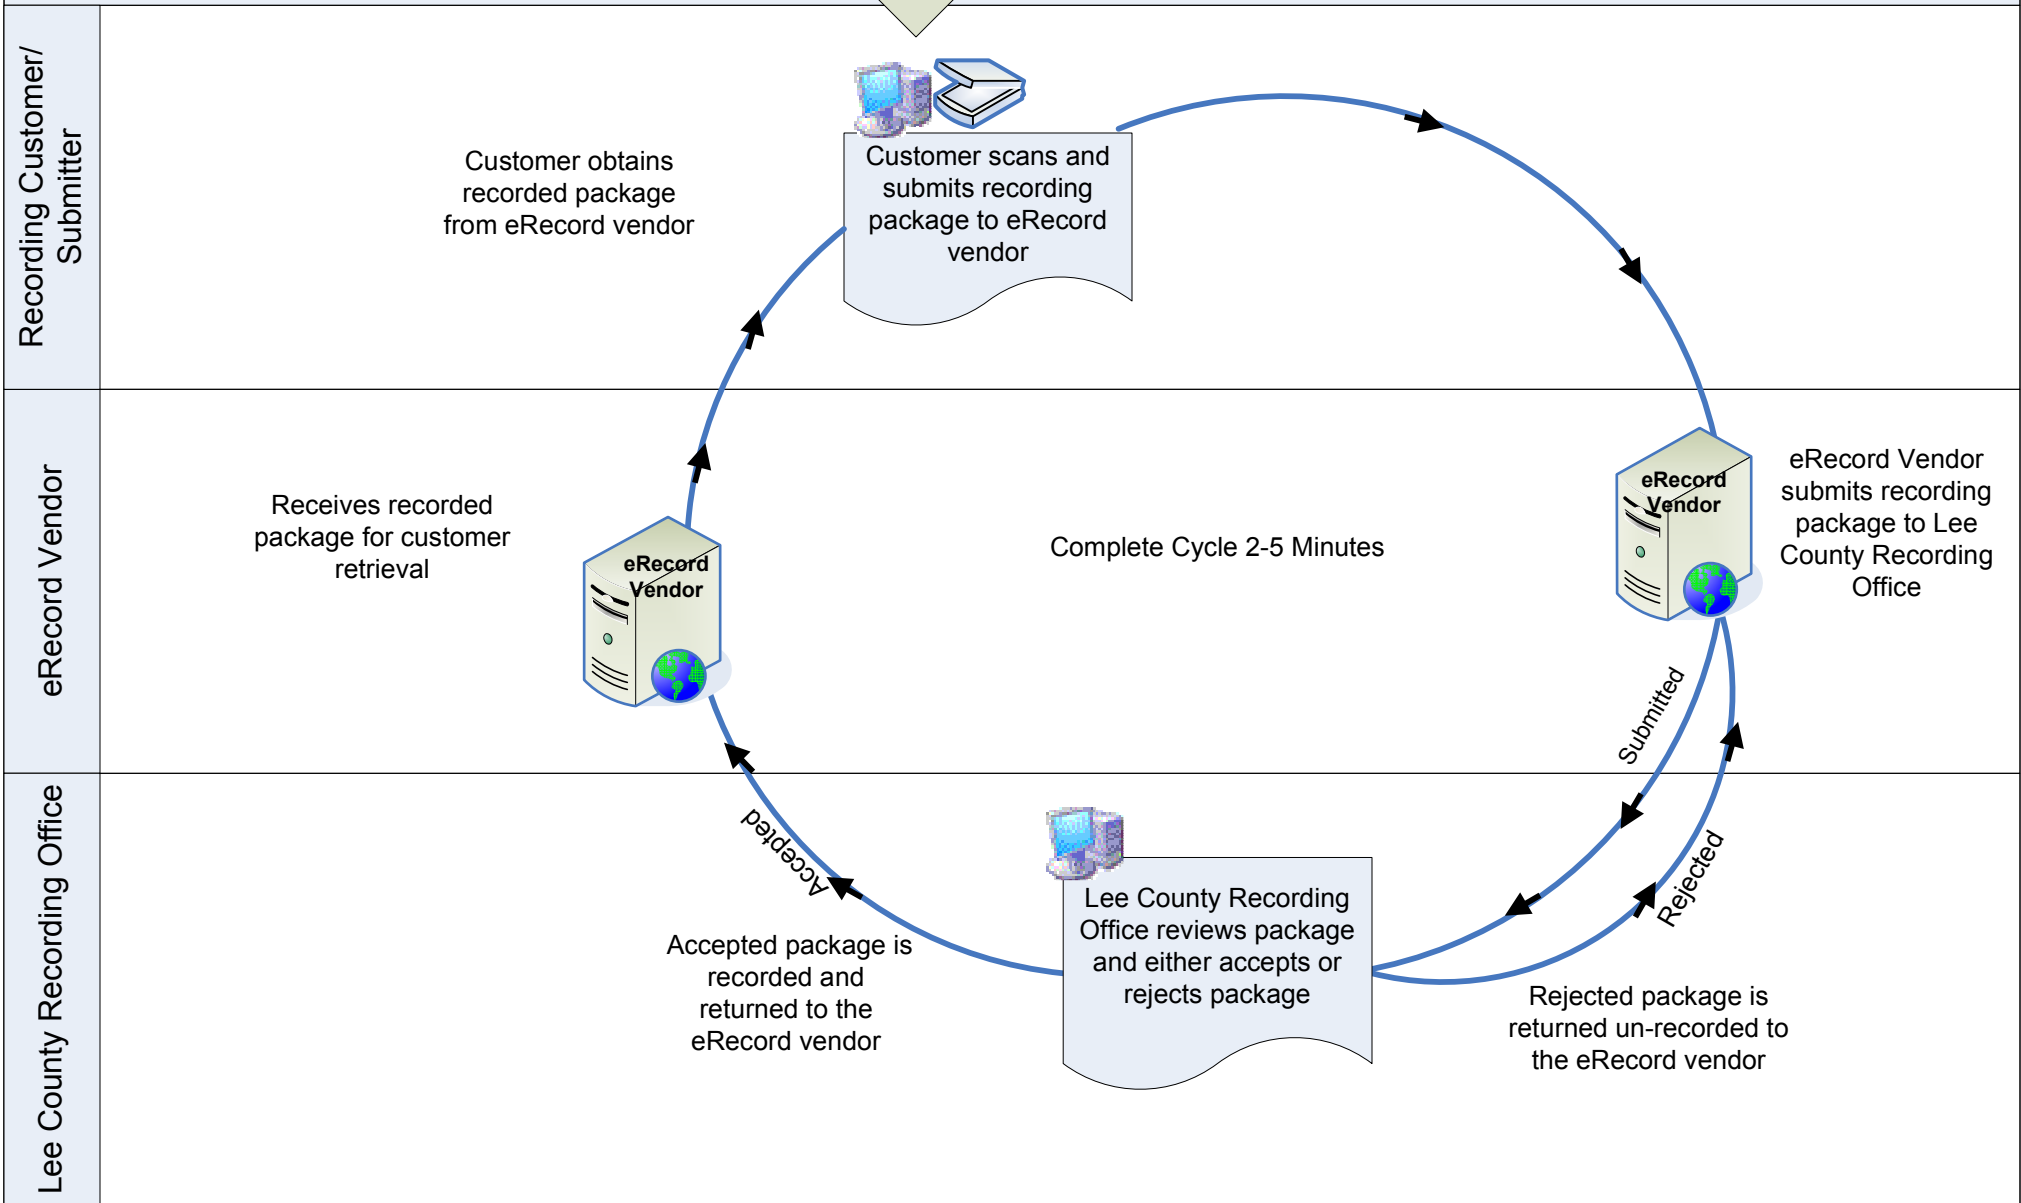 Recording Customer/
Submitter
Customer obtains
recorded package
from eRecord vendor
Customer scans and
submits recording
package to eRecord
vendor
eRecord Vendor
Receives recorded
package for customer
retrieval
eRecord
Vendor
Complete Cycle 2-5 Minutes
eRecord
Vendor
eRecord Vendor
submits recording
package to Lee
County Recording
Office
Submitted
Rejected
Accepted
Lee County Recording Office
Accepted package is
recorded and
returned to the
eRecord vendor
Lee County Recording
Office reviews package
and either accepts or
rejects package
Rejected package is
returned un-recorded to
the eRecord vendor